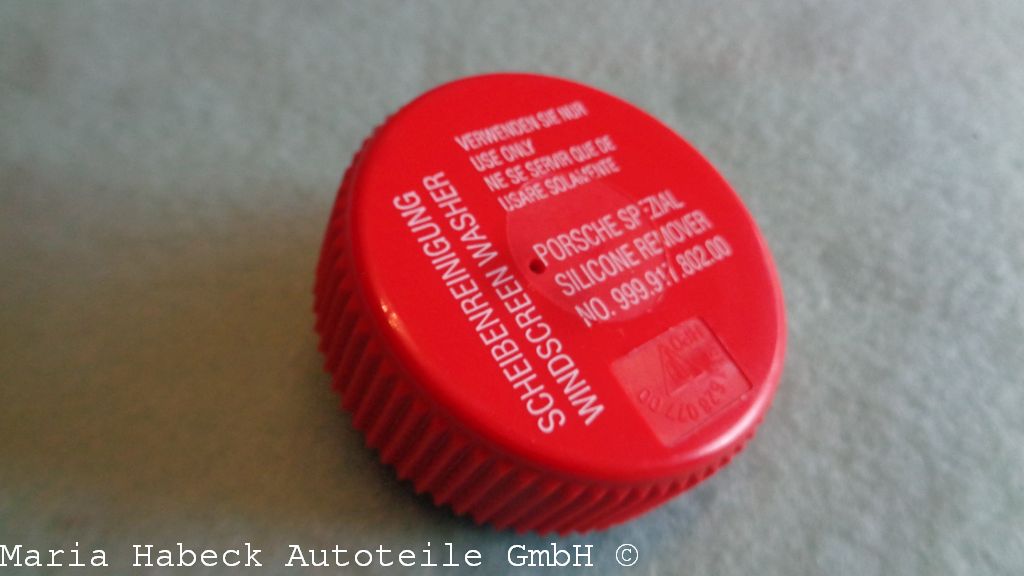 VERWENDEN SIE NUR
USE ONLY
NE SE SERVIR QUE DE
USARE SOLAMENTE
SCHEIBENREINIGUNG
WINDSCREEN WASHER
PORSCHE SPEZIAL
SILICONE REMOVER
NO. 999.917.802.00
Maria Habeck Autoteile GmbH ©